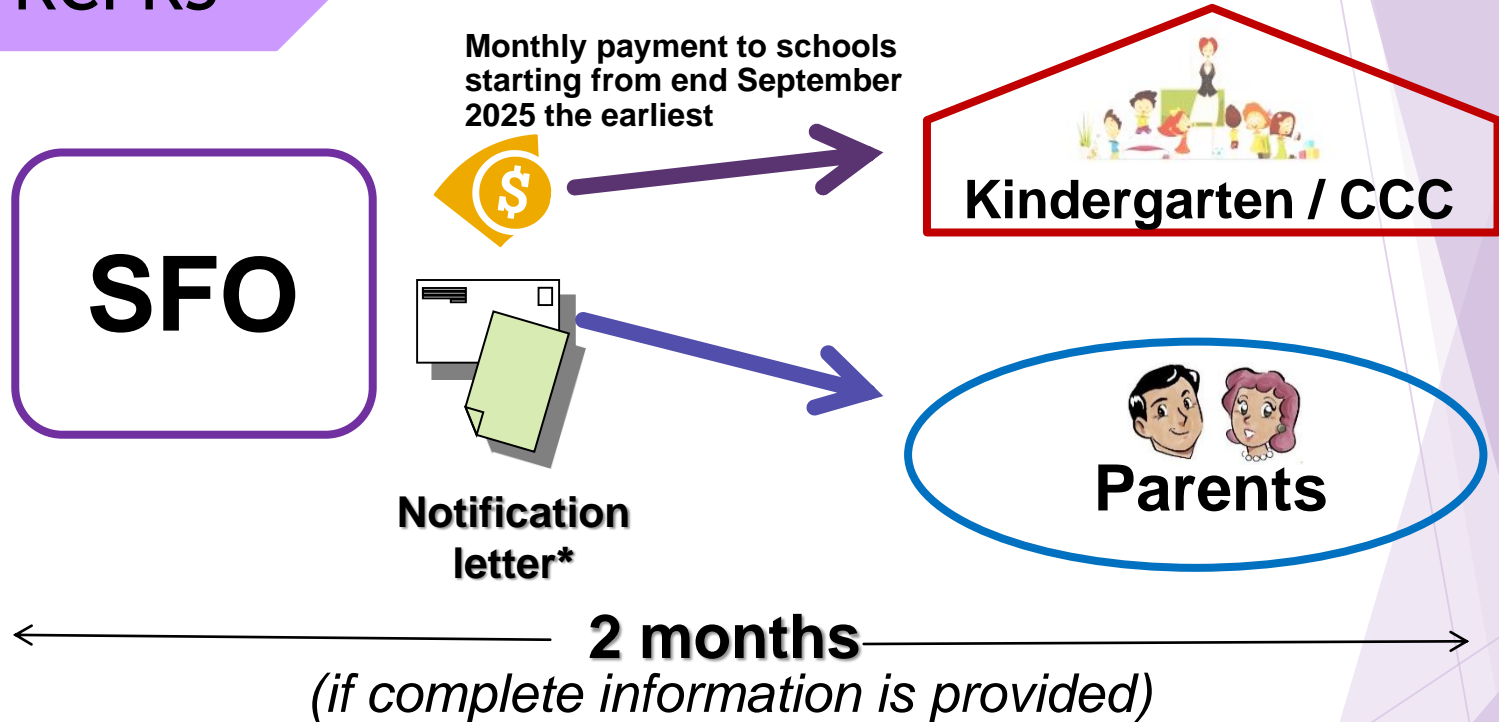 Monthly payment to schools
starting from end September
2025 the earliest
$
Kindergarten / CCC
SFO
Parents
Notification
letter*
2 months
(if complete information is provided)